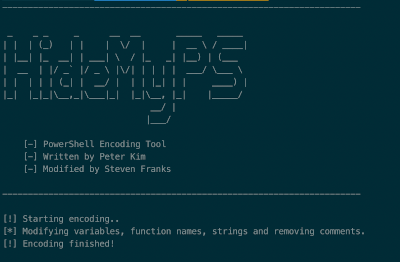 HideMyPS
[-] PowerShell Encoding Tool
[-] Written by Peter Kim
[-] Modified by Steven Franks
[!] Starting encoding..
[*] Modifying variables, function names, strings and removing comments.
[!] Encoding finished!